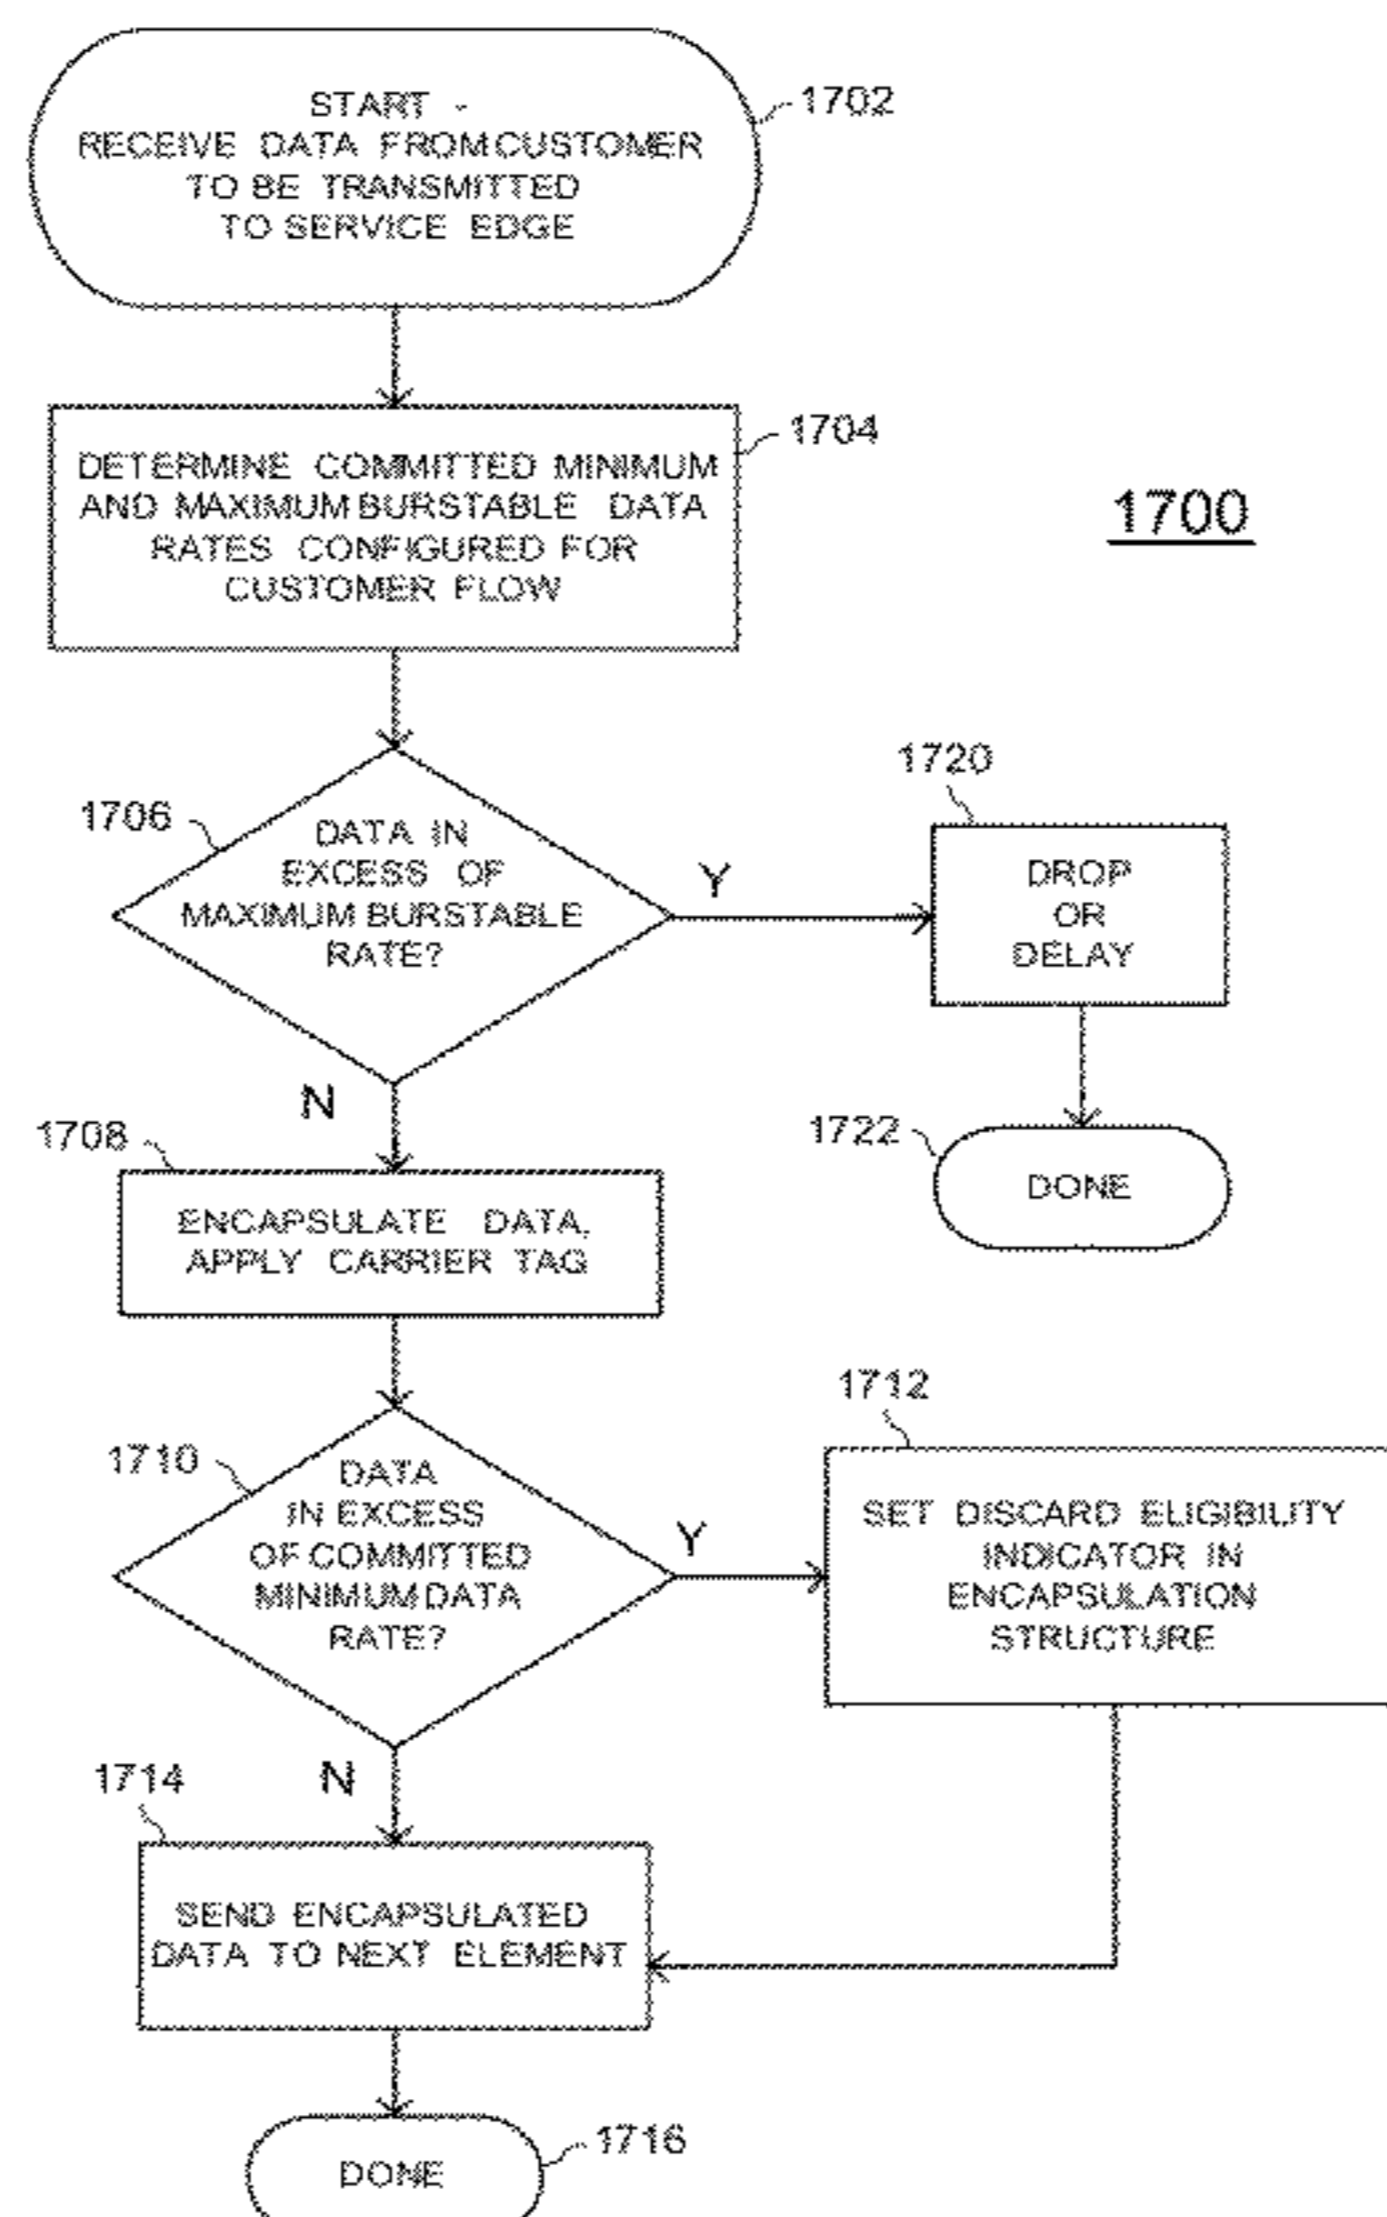 START -
RECEIVE DATA FROM CUSTOMER
TO BE TRANSMITTED
TO SERVICE EDGE
1702
DETERMINE COMMITTED MINIMUM
AND MAXIMUM BURSTABLE DATA
RATES CONFIGURED FOR
CUSTOMER FLOW
1704
1700
1706
DATA IN
EXCESS OF
MAXIMUM BURSTABLE
RATE?
Y
1720
DROP
OR
DELAY
N
1722
DONE
1708
ENCAPSULATE DATA,
APPLY CARRIER TAG
1710
DATA
IN EXCESS
OF COMMITTED
MINIMUM DATA
RATE?
Y
1712
SET DISCARD ELIGIBILITY
INDICATOR IN
ENCAPSULATION
STRUCTURE
N
1714
SEND ENCAPSULATED
DATA TO NEXT ELEMENT
DONE
1716